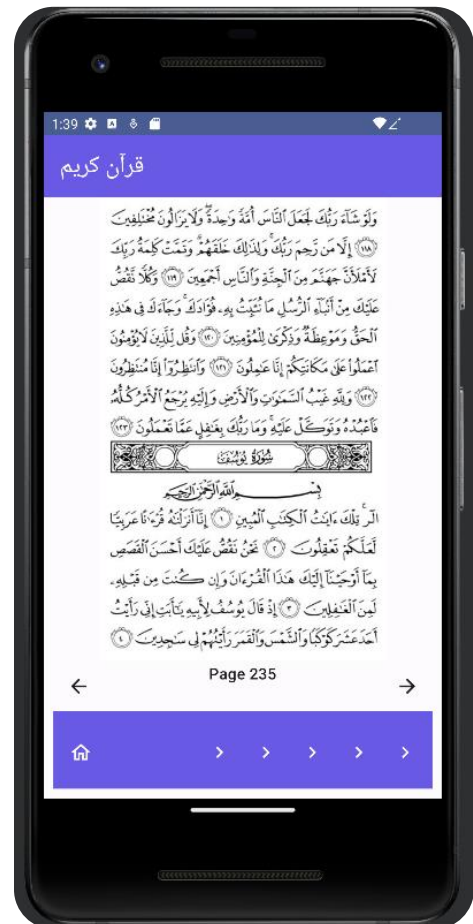 1:39
قرآن كريم
وَلَوْ شَآءَ رَبُّكَ لَجَعَلَ ٱلنَّاسَ أُمَّةً وَٰحِدَةً وَلَا يَزَالُونَ مُخْتَلِفِينَ
١١٨ إِلَّا مَن رَّحِمَ رَبُّكَ وَلِذَٰلِكَ خَلَقَهُمْ وَتَمَّتْ كَلِمَةُ رَبِّكَ
لَأَمْلَأَنَّ جَهَنَّمَ مِنَ ٱلْجِنَّةِ وَٱلنَّاسِ أَجْمَعِينَ ١١٩ وَكُلًّا نَّقُصُّ
عَلَيْكَ مِنْ أَنۢبَآءِ ٱلرُّسُلِ مَا نُثَبِّتُ بِهِۦ فُؤَادَكَ وَجَآءَكَ فِى هَٰذِهِ
ٱلْحَقُّ وَمَوْعِظَةٌ وَذِكْرَىٰ لِلْمُؤْمِنِينَ ١٢٠ وَقُل لِّلَّذِينَ لَا يُؤْمِنُونَ
ٱعْمَلُوا۟ عَلَىٰ مَكَانَتِكُمْ إِنَّا عَٰمِلُونَ ١٢١ وَٱنتَظِرُوٓا۟ إِنَّا مُنتَظِرُونَ
١٢٢ وَلِلَّهِ غَيْبُ ٱلسَّمَٰوَٰتِ وَٱلْأَرْضِ وَإِلَيْهِ يُرْجَعُ ٱلْأَمْرُ كُلُّهُۥ
فَٱعْبُدْهُ وَتَوَكَّلْ عَلَيْهِ وَمَا رَبُّكَ بِغَٰفِلٍ عَمَّا تَعْمَلُونَ ١٢٣
سُورَةُ يُوسُفَ
بِسْمِ ٱللَّهِ ٱلرَّحْمَٰنِ ٱلرَّحِيمِ
الٓر تِلْكَ ءَايَٰتُ ٱلْكِتَٰبِ ٱلْمُبِينِ ١ إِنَّآ أَنزَلْنَٰهُ قُرْءَٰنًا عَرَبِيًّا
لَّعَلَّكُمْ تَعْقِلُونَ ٢ نَحْنُ نَقُصُّ عَلَيْكَ أَحْسَنَ ٱلْقَصَصِ
بِمَآ أَوْحَيْنَآ إِلَيْكَ هَٰذَا ٱلْقُرْءَانَ وَإِن كُنتَ مِن قَبْلِهِۦ
لَمِنَ ٱلْغَٰفِلِينَ ٣ إِذْ قَالَ يُوسُفُ لِأَبِيهِ يَٰٓأَبَتِ إِنِّى رَأَيْتُ
أَحَدَ عَشَرَ كَوْكَبًا وَٱلشَّمْسَ وَٱلْقَمَرَ رَأَيْتُهُمْ لِى سَٰجِدِينَ ٤
Page 235